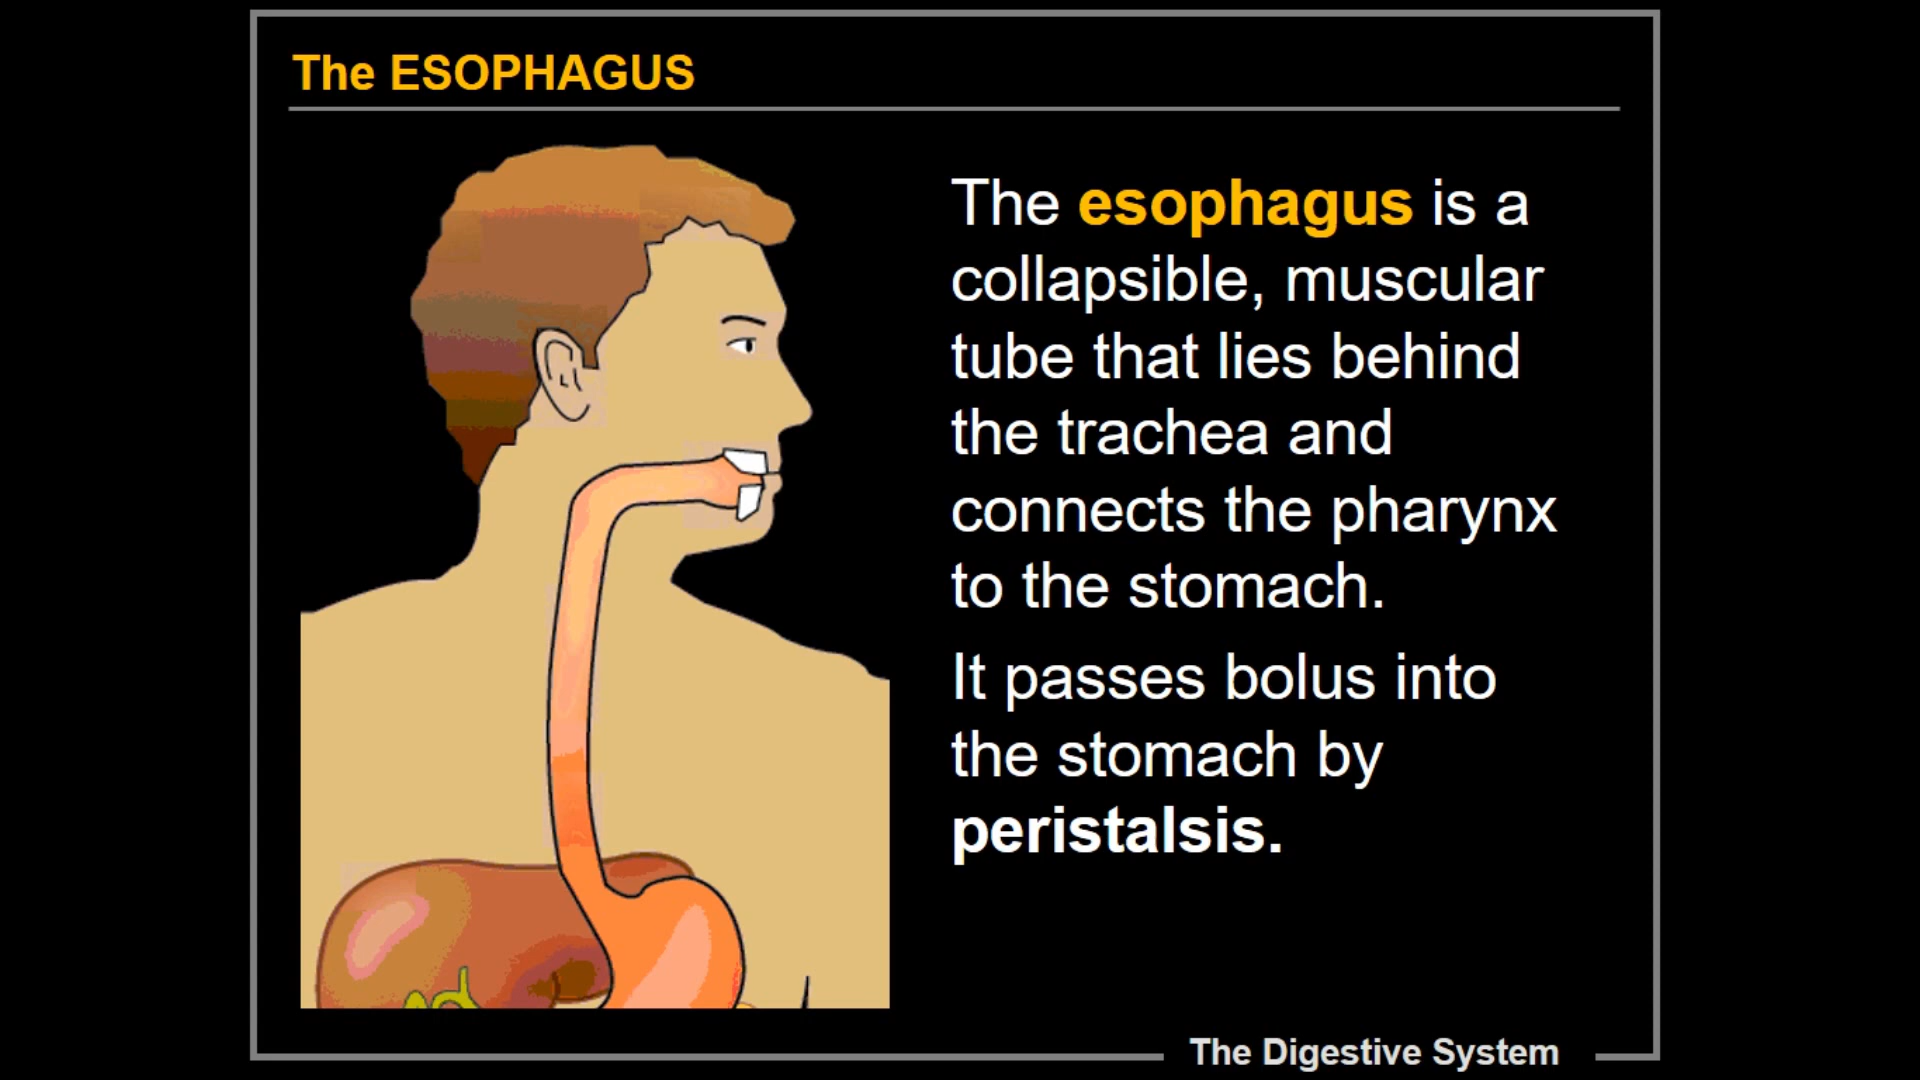 The ESOPHAGUS
The esophagus is a
collapsible, muscular
tube that lies behind
the trachea and
connects the pharynx
to the stomach.
It passes bolus into
the stomach by
peristalsis.
The Digestive System